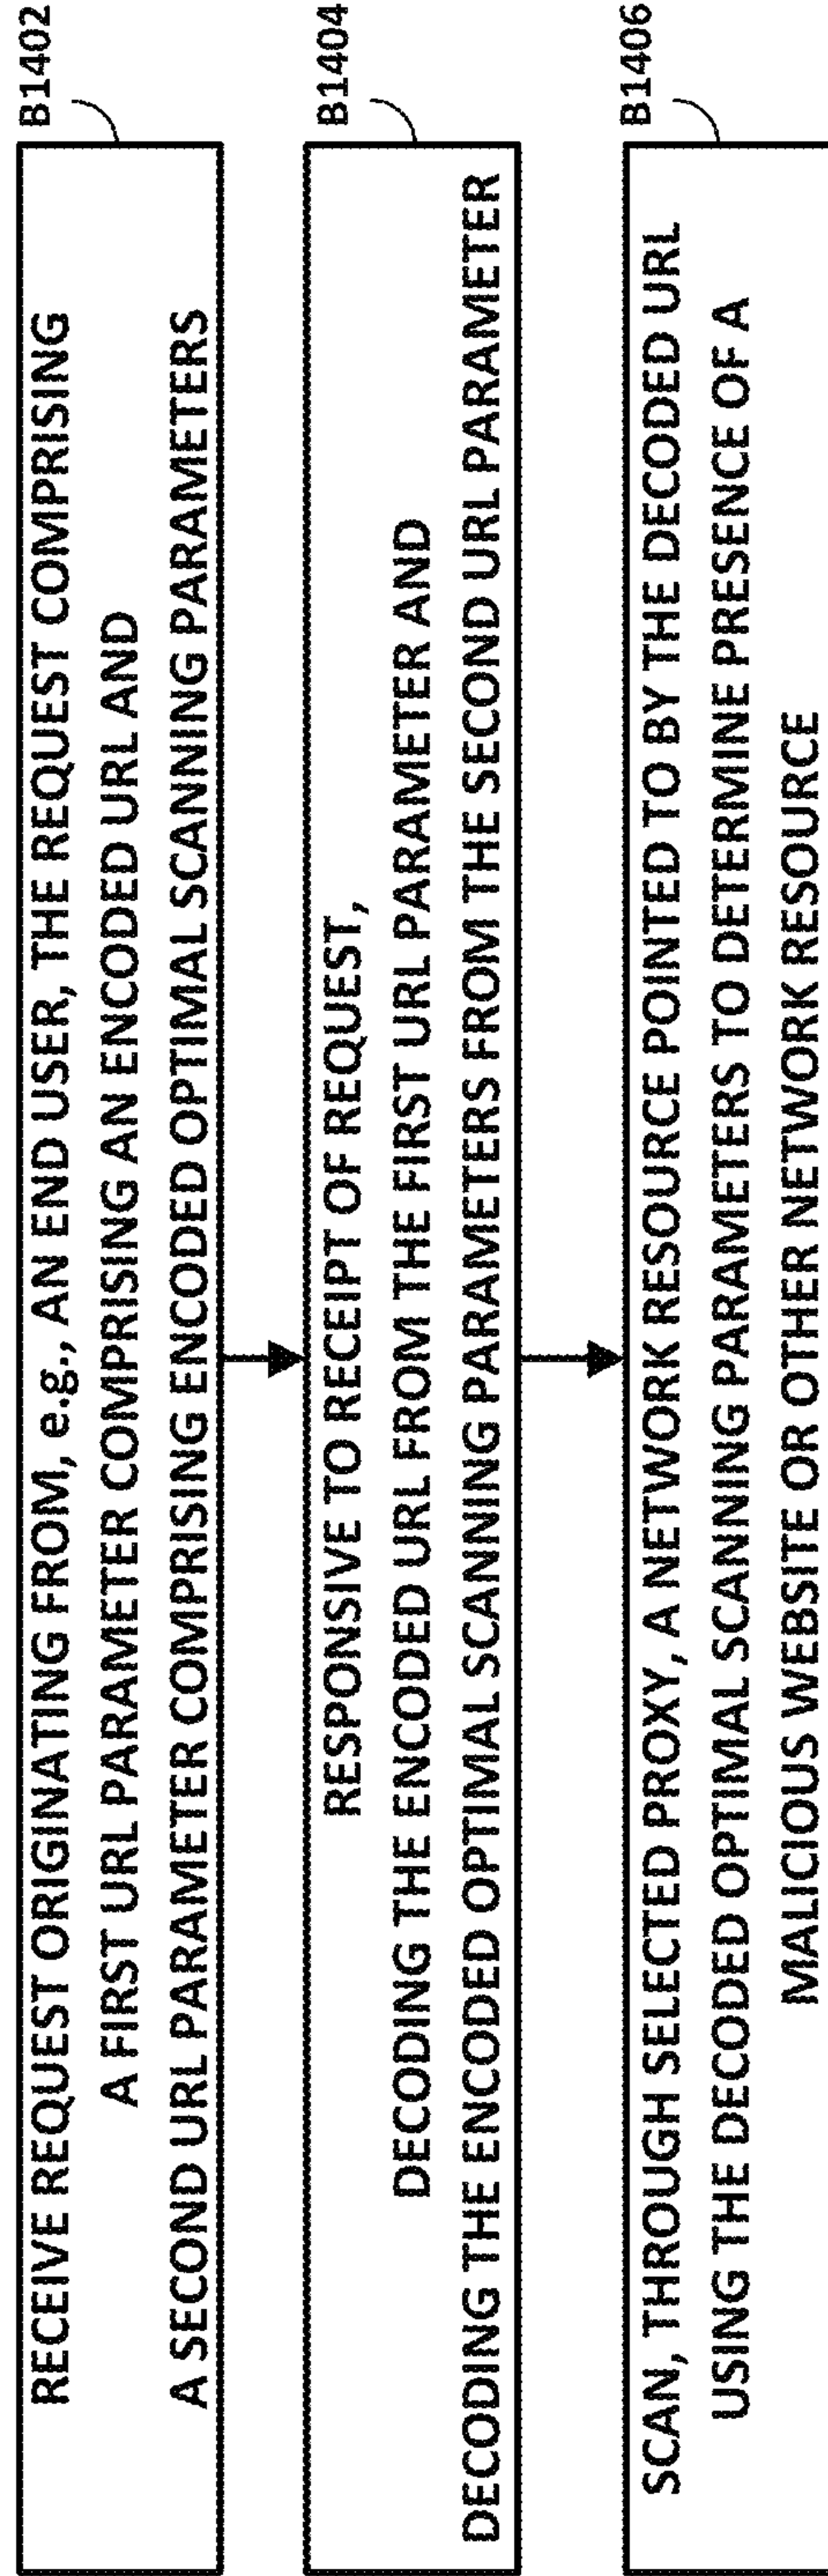 B1402
RECEIVE REQUEST ORIGINATING FROM, e.g., AN END USER, THE REQUEST COMPRISING
A FIRST URL PARAMETER COMPRISING AN ENCODED URL AND
A SECOND URL PARAMETER COMPRISING ENCODED OPTIMAL SCANNING PARAMETERS
B1404
RESPONSIVE TO RECEIPT OF REQUEST,
DECODING THE ENCODED URL FROM THE FIRST URL PARAMETER AND
DECODING THE ENCODED OPTIMAL SCANNING PARAMETERS FROM THE SECOND URL PARAMETER
B1406
SCAN, THROUGH SELECTED PROXY, A NETWORK RESOURCE POINTED TO BY THE DECODED URL
USING THE DECODED OPTIMAL SCANNING PARAMETERS TO DETERMINE PRESENCE OF A
MALICIOUS WEBSITE OR OTHER NETWORK RESOURCE